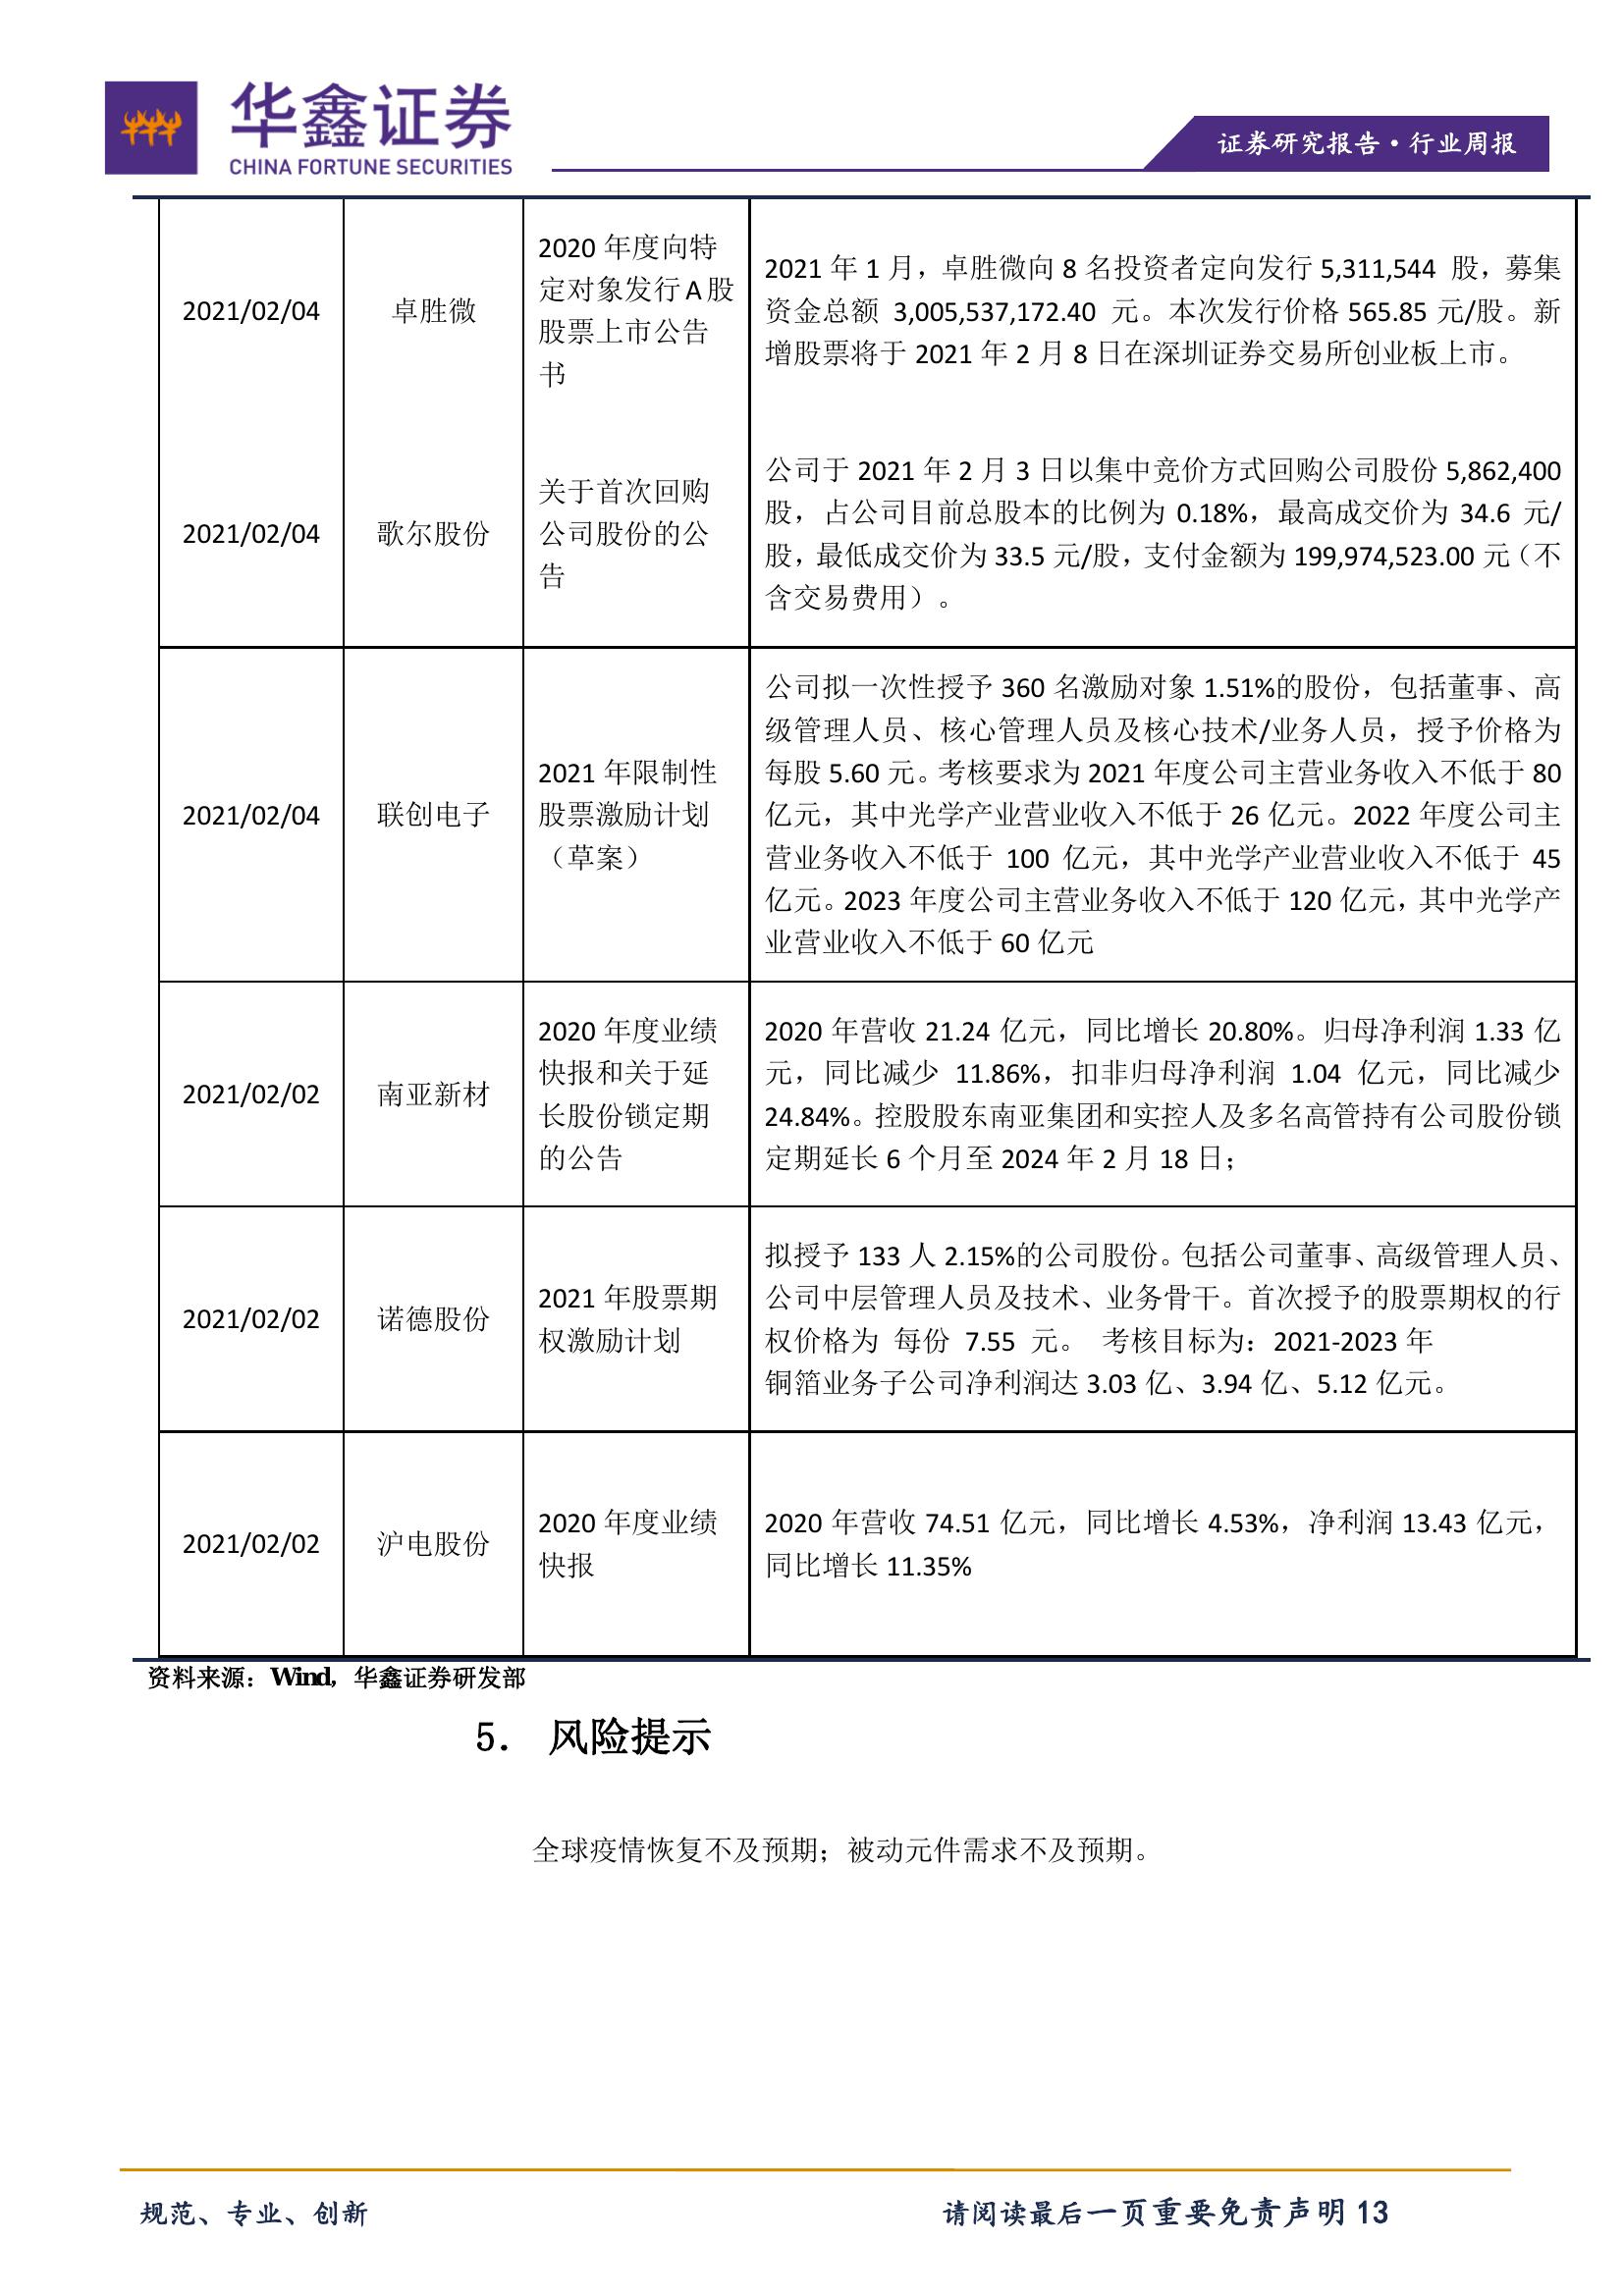 华鑫证券
CHINA FORTUNE SECURITIES
证券研究报告·行业周报
2021/02/04
卓胜微
2020 年度向特
定对象发行 A 股
股票上市公告
书
2021 年 1 月，卓胜微向 8 名投资者定向发行 5,311,544 股，募集
资金总额 3,005,537,172.40 元。本次发行价格 565.85 元/股。新
增股票将于 2021 年 2 月 8 日在深圳证券交易所创业板上市。
2021/02/04
歌尔股份
关于首次回购
公司股份的公
告
公司于 2021 年 2 月 3 日以集中竞价方式回购公司股份 5,862,400
股，占公司目前总股本的比例为 0.18%，最高成交价为 34.6 元/
股，最低成交价为 33.5 元/股，支付金额为 199,974,523.00 元（不
含交易费用）。
2021/02/04
联创电子
2021 年限制性
股票激励计划
（草案）
公司拟一次性授予 360 名激励对象 1.51%的股份，包括董事、高
级管理人员、核心管理人员及核心技术/业务人员，授予价格为
每股 5.60 元。考核要求为 2021 年度公司主营业务收入不低于 80
亿元，其中光学产业营业收入不低于 26 亿元。2022 年度公司主
营业务收入不低于 100 亿元，其中光学产业营业收入不低于 45
亿元。2023 年度公司主营业务收入不低于 120 亿元，其中光学产
业营业收入不低于 60 亿元
2021/02/02
南亚新材
2020 年度业绩
快报和关于延
长股份锁定期
的公告
2020 年营收 21.24 亿元，同比增长 20.80%。归母净利润 1.33 亿
元，同比减少 11.86%，扣非归母净利润 1.04 亿元，同比减少
24.84%。控股股东南亚集团和实控人及多名高管持有公司股份锁
定期延长 6 个月至 2024 年 2 月 18 日；
2021/02/02
诺德股份
2021 年股票期
权激励计划
拟授予 133 人 2.15%的公司股份。包括公司董事、高级管理人员、
公司中层管理人员及技术、业务骨干。首次授予的股票期权的行
权价格为 每份 7.55 元。 考核目标为：2021-2023 年
铜箔业务子公司净利润达 3.03 亿、3.94 亿、5.12 亿元。
2021/02/02
沪电股份
2020 年度业绩
快报
2020 年营收 74.51 亿元，同比增长 4.53%，净利润 13.43 亿元，
同比增长 11.35%
资料来源：Wind，华鑫证券研发部
5. 风险提示
全球疫情恢复不及预期；被动元件需求不及预期。
规范、专业、创新
请阅读最后一页重要免责声明 13